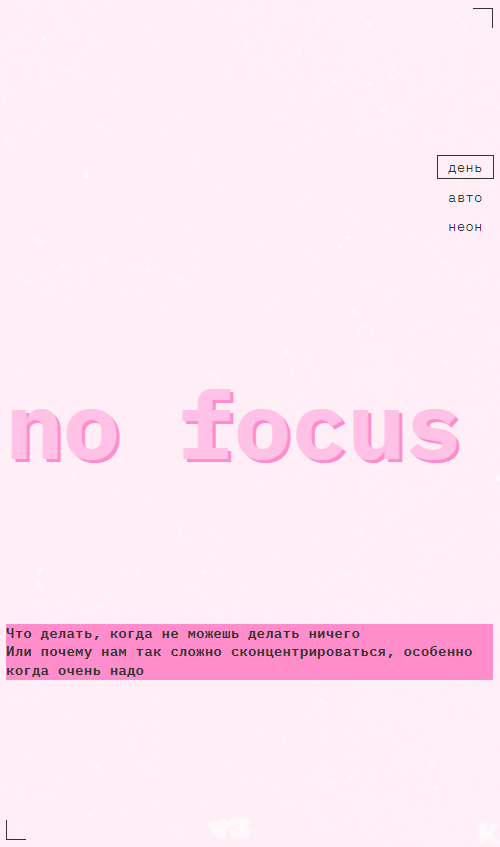 день
авто
неон
no focus
Что делать, когда не можешь делать ничего
Или почему нам так сложно сконцентрироваться, особенно
когда очень надо